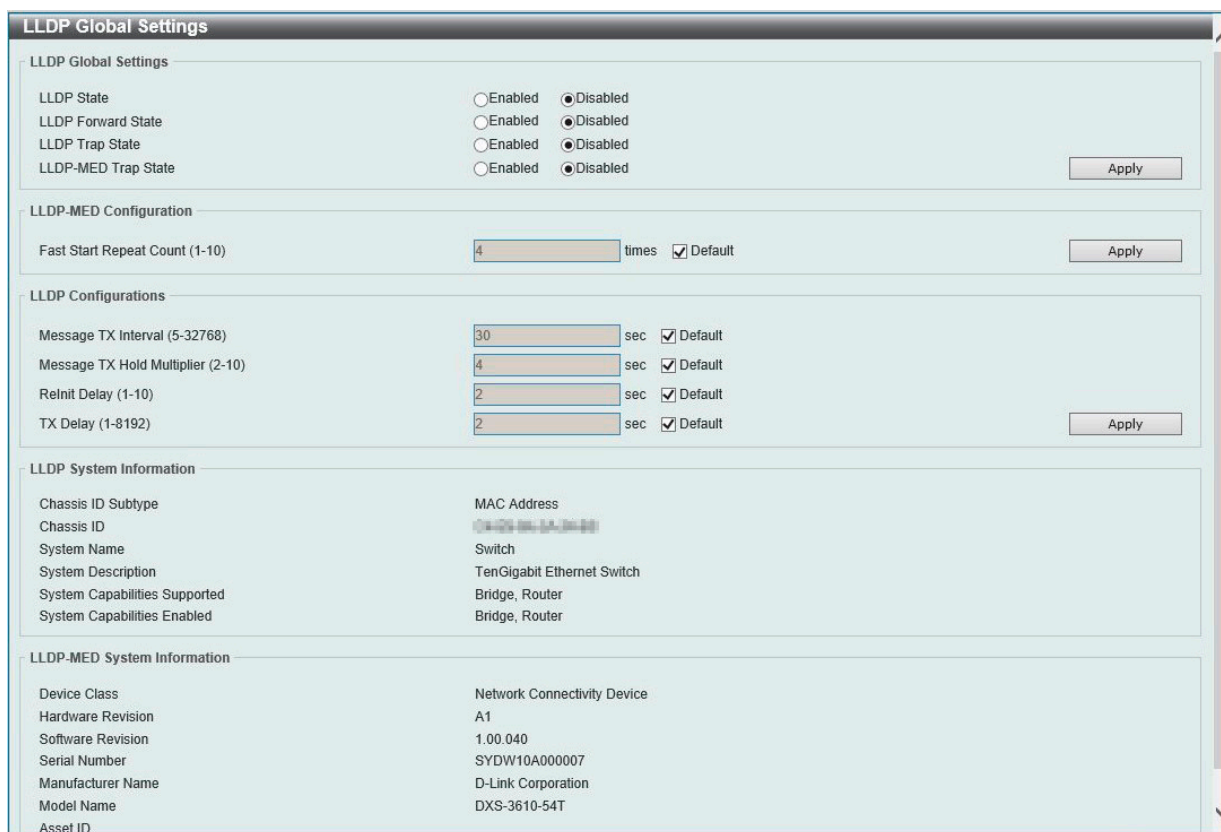 LLDP Global Settings
LLDP Global Settings
LLDP State Enabled Disabled
LLDP Forward State Enabled Disabled
LLDP Trap State Enabled Disabled
LLDP-MED Trap State Enabled Disabled Apply
LLDP-MED Configuration
Fast Start Repeat Count (1-10) 4 times Default Apply
LLDP Configurations
Message TX Interval (5-32768) 30 sec Default
Message TX Hold Multiplier (2-10) 4 sec Default
ReInit Delay (1-10) 2 sec Default
TX Delay (1-8192) 2 sec Default Apply
LLDP System Information
Chassis ID Subtype MAC Address
Chassis ID
System Name Switch
System Description TenGigabit Ethernet Switch
System Capabilities Supported Bridge, Router
System Capabilities Enabled Bridge, Router
LLDP-MED System Information
Device Class Network Connectivity Device
Hardware Revision A1
Software Revision 1.00.040
Serial Number SYDW10A000007
Manufacturer Name D-Link Corporation
Model Name DXS-3610-54T
Asset ID